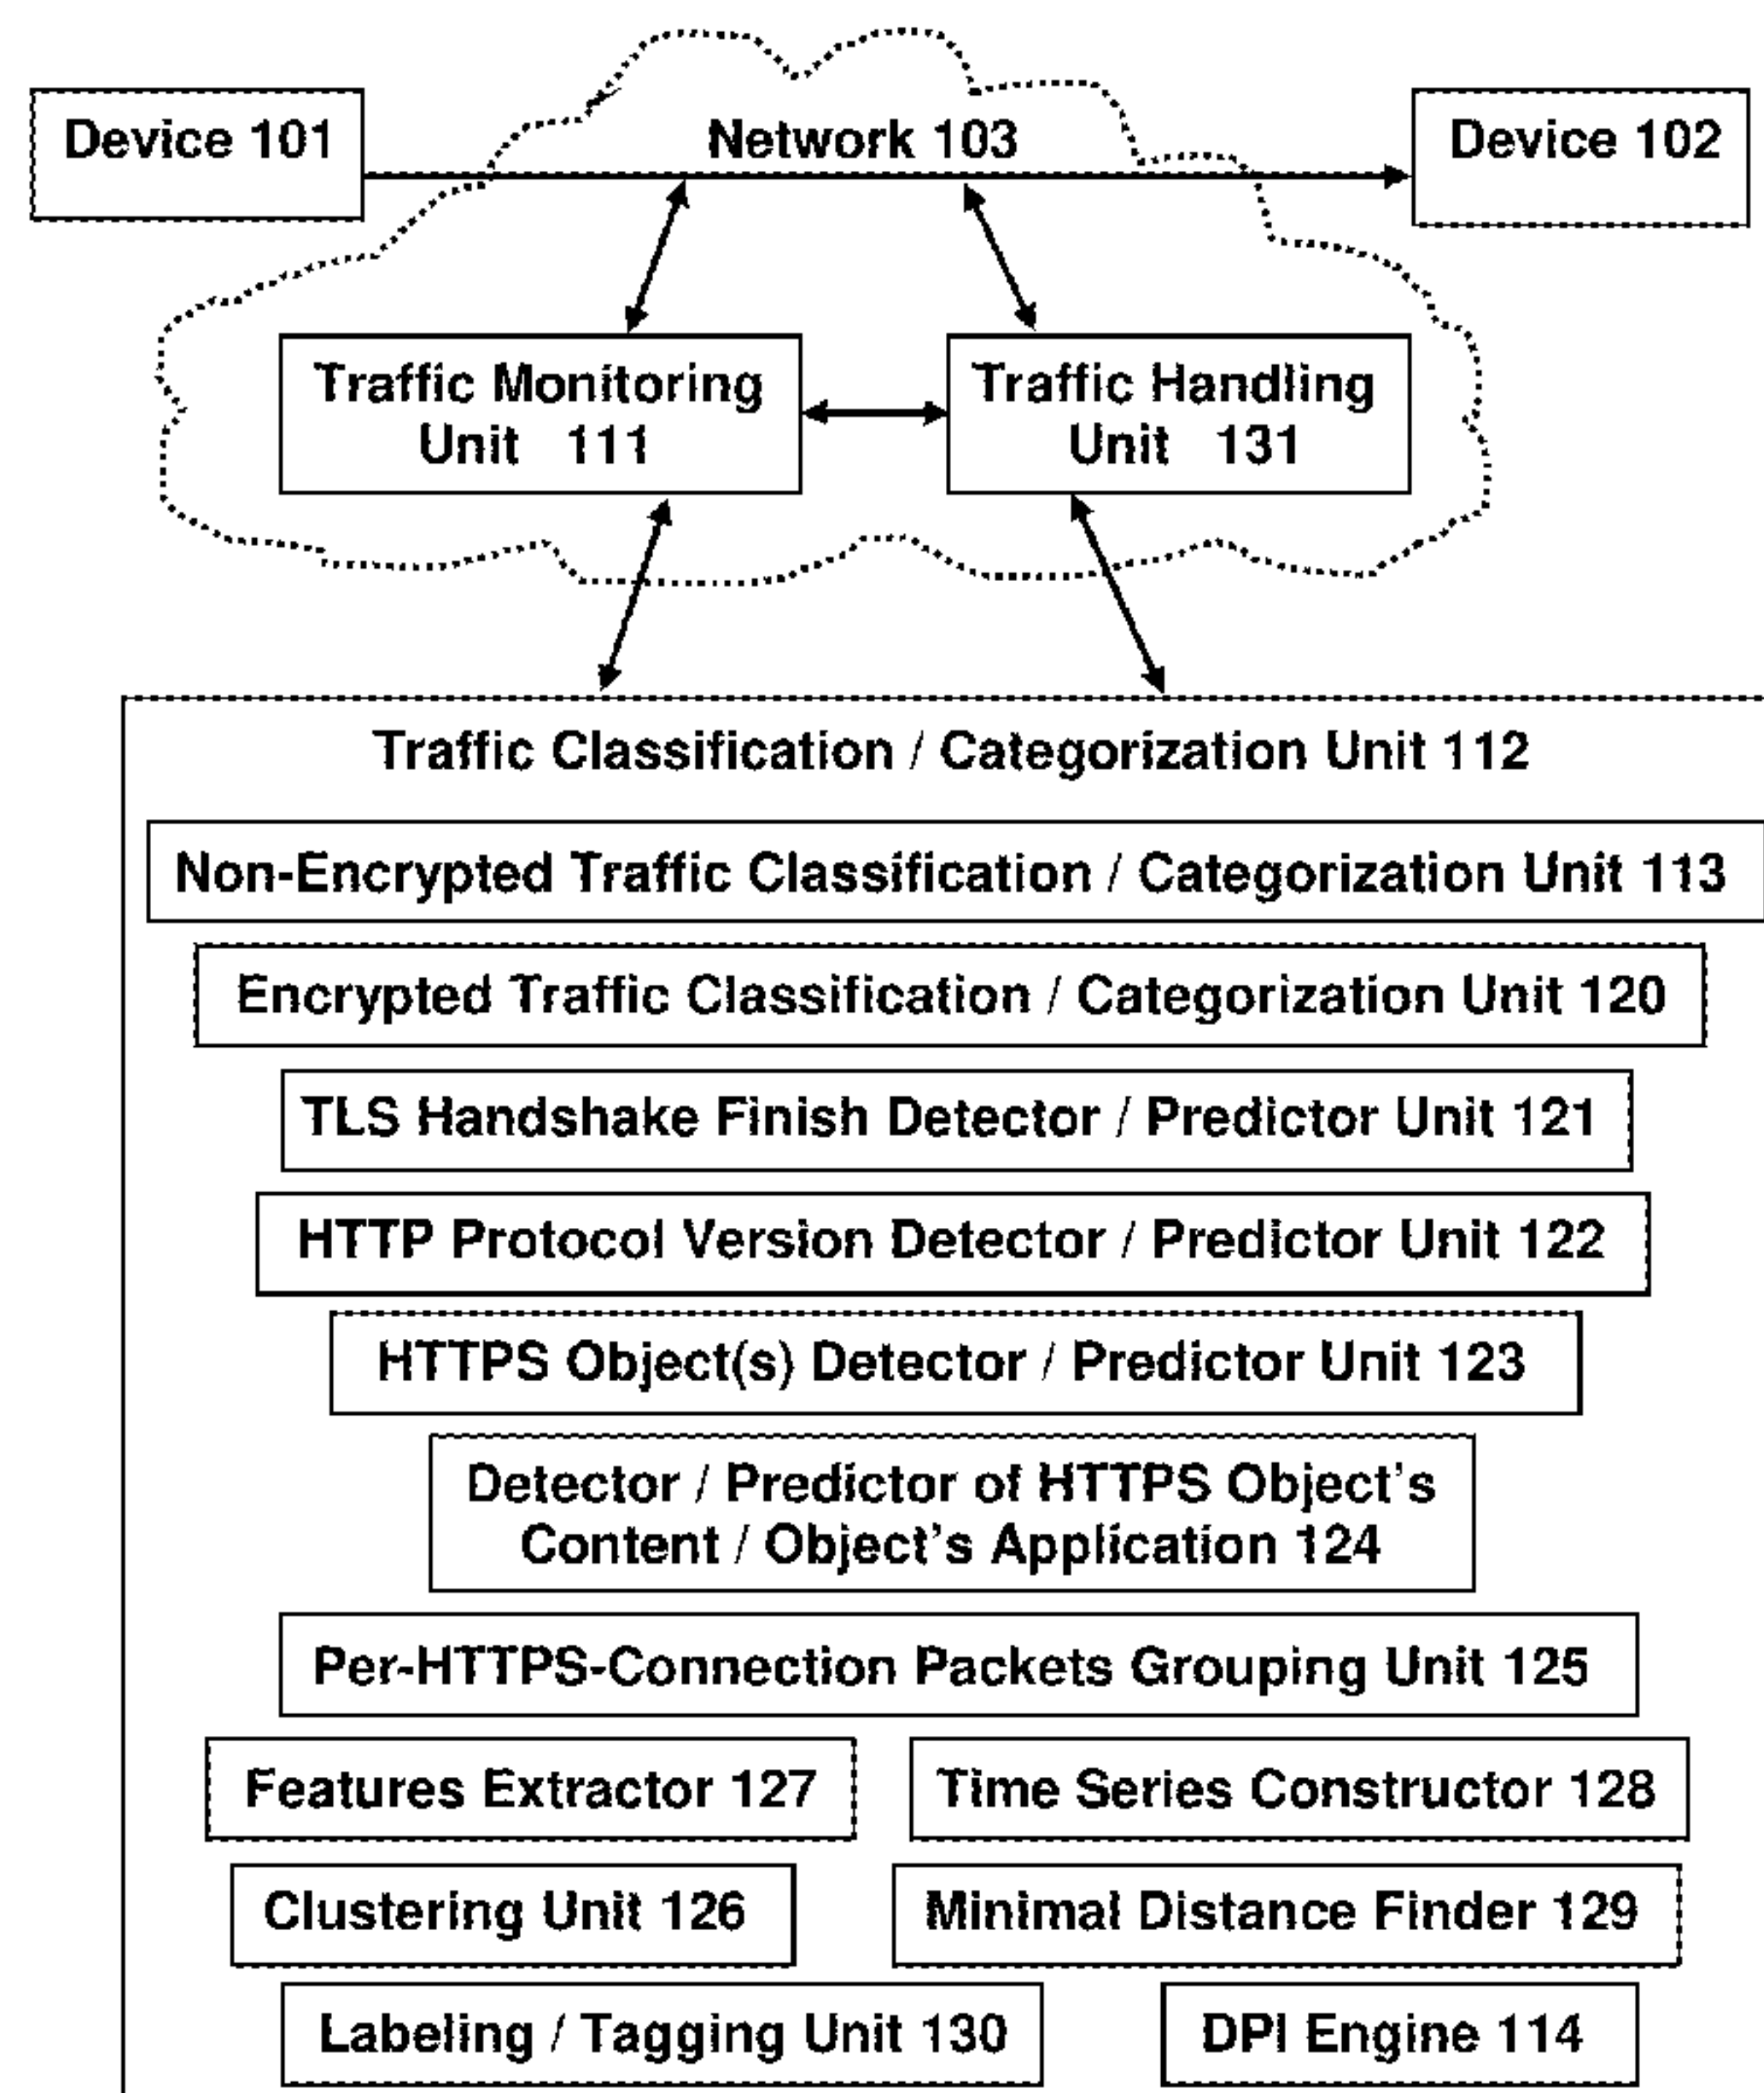 Device 101
Network 103
Device 102
Traffic Monitoring
Unit 111
Traffic Handling
Unit 131
Traffic Classification / Categorization Unit 112
Non-Encrypted Traffic Classification / Categorization Unit 113
Encrypted Traffic Classification / Categorization Unit 120
TLS Handshake Finish Detector / Predictor Unit 121
HTTP Protocol Version Detector / Predictor Unit 122
HTTPS Object(s) Detector / Predictor Unit 123
Detector / Predictor of HTTPS Object's
Content / Object's Application 124
Per-HTTPS-Connection Packets Grouping Unit 125
Features Extractor 127
Time Series Constructor 128
Clustering Unit 126
Minimal Distance Finder 129
Labeling / Tagging Unit 130
DPI Engine 114